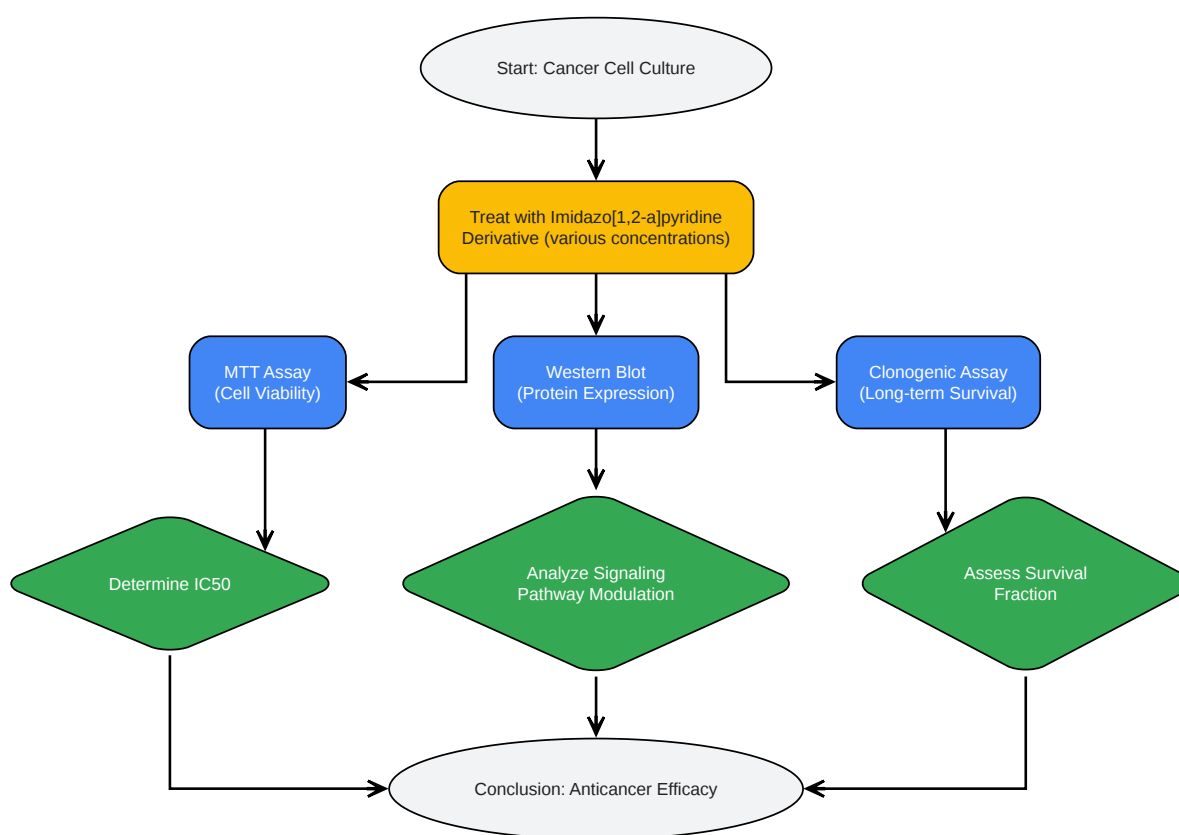 Start: Cancer Cell Culture
Treat with Imidazo[1,2-a]pyridine
Derivative (various concentrations)
MTT Assay
(Cell Viability)
Western Blot
(Protein Expression)
Clonogenic Assay
(Long-term Survival)
Determine IC50
Analyze Signaling
Pathway Modulation
Assess Survival
Fraction
Conclusion: Anticancer Efficacy